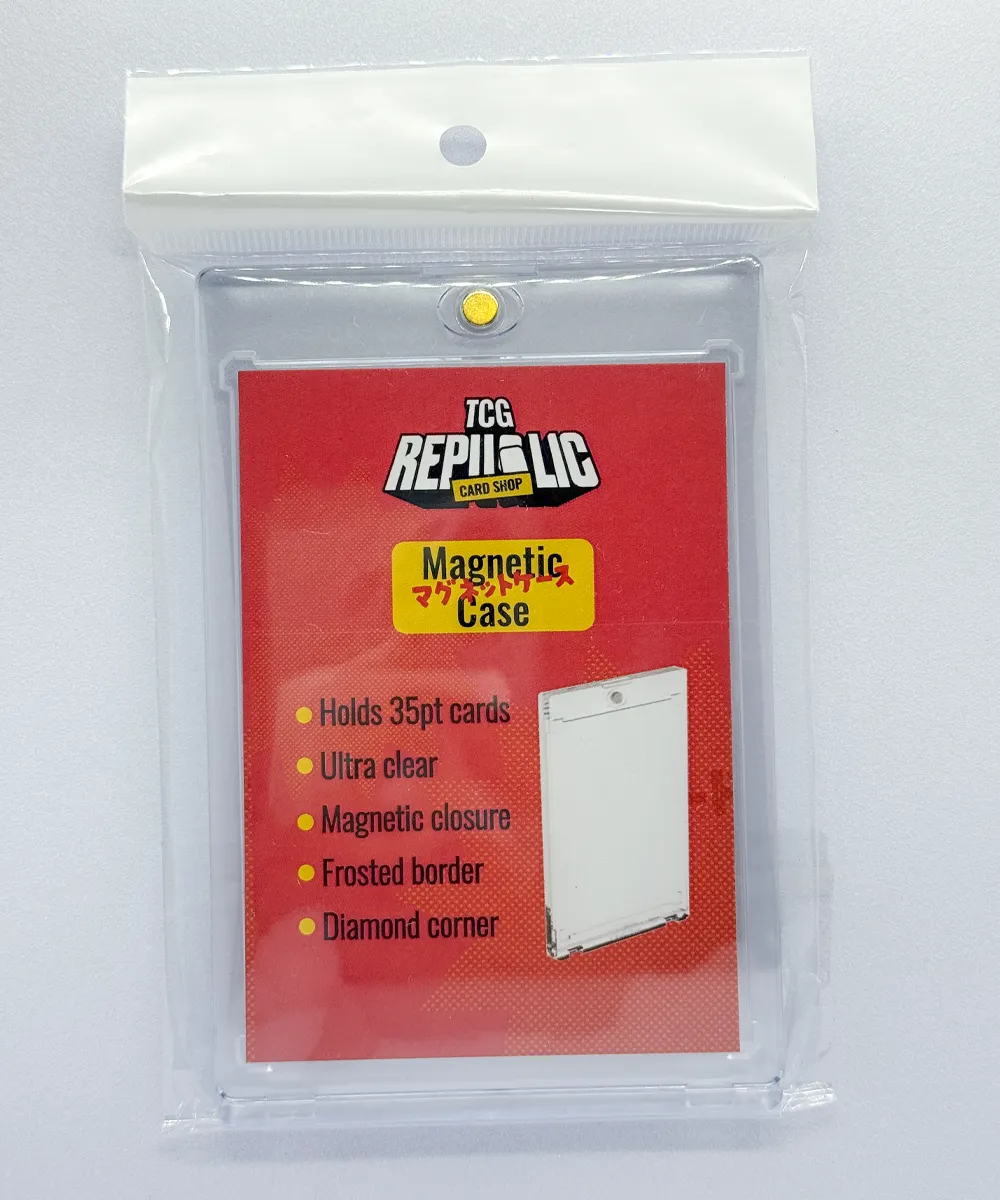 TCG
REPUBLIC
CARD SHOP
Magnetic
マグネットケース
Case
Holds 35pt cards
Ultra clear
Magnetic closure
Frosted border
Diamond corner